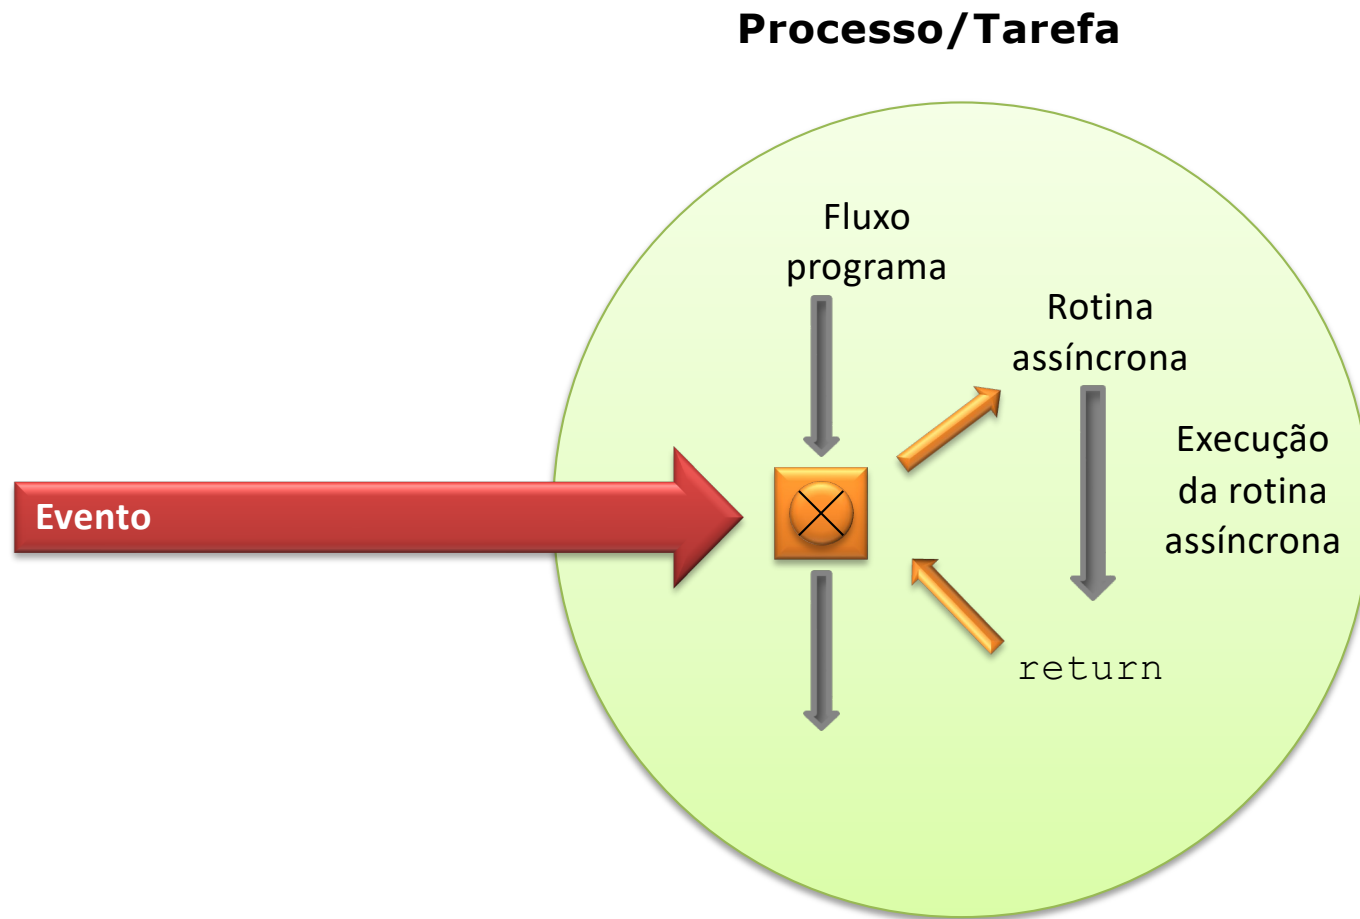 Processo/Tarefa
Fluxo
programa
Rotina
assíncrona
Execução
da rotina
assíncrona
Evento
return